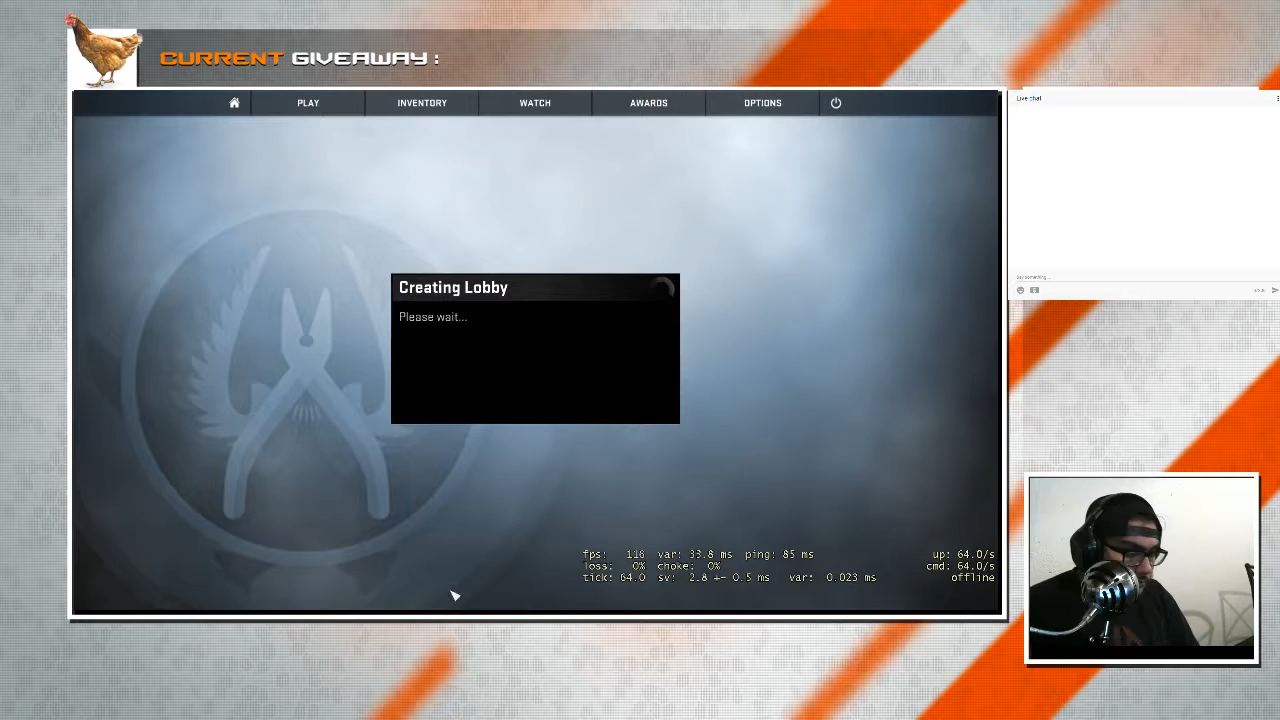 CURRENT GIVEAWAY :
PLAY
INVENTORY
WATCH
AWARDS
OPTIONS
Live chat
Creating Lobby
Please wait...
Say something...
fps: 116 var: 33.8 ms ping: 85 ms
up: 64.0/s
loss: 0% choke: 0%
cmd: 64.0/s
tick: 64.0 sv: 2.8 +- 0.5 ms var: 0.023 ms
offline